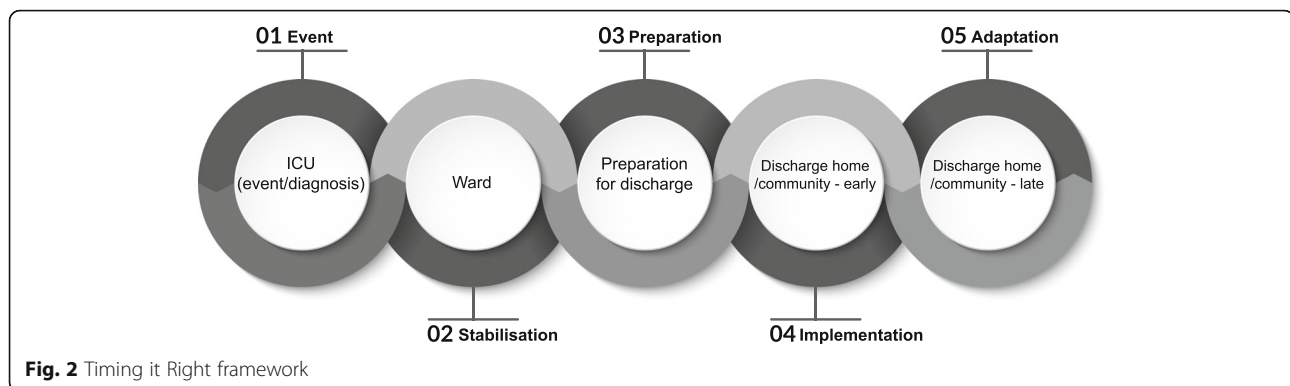 01 Event
03 Preparation
05 Adaptation
ICU
(event/diagnosis)
Ward
Preparation
for discharge
Discharge home
/community - early
Discharge home
/community - late
02 Stabilisation
04 Implementation
Fig. 2 Timing it Right framework